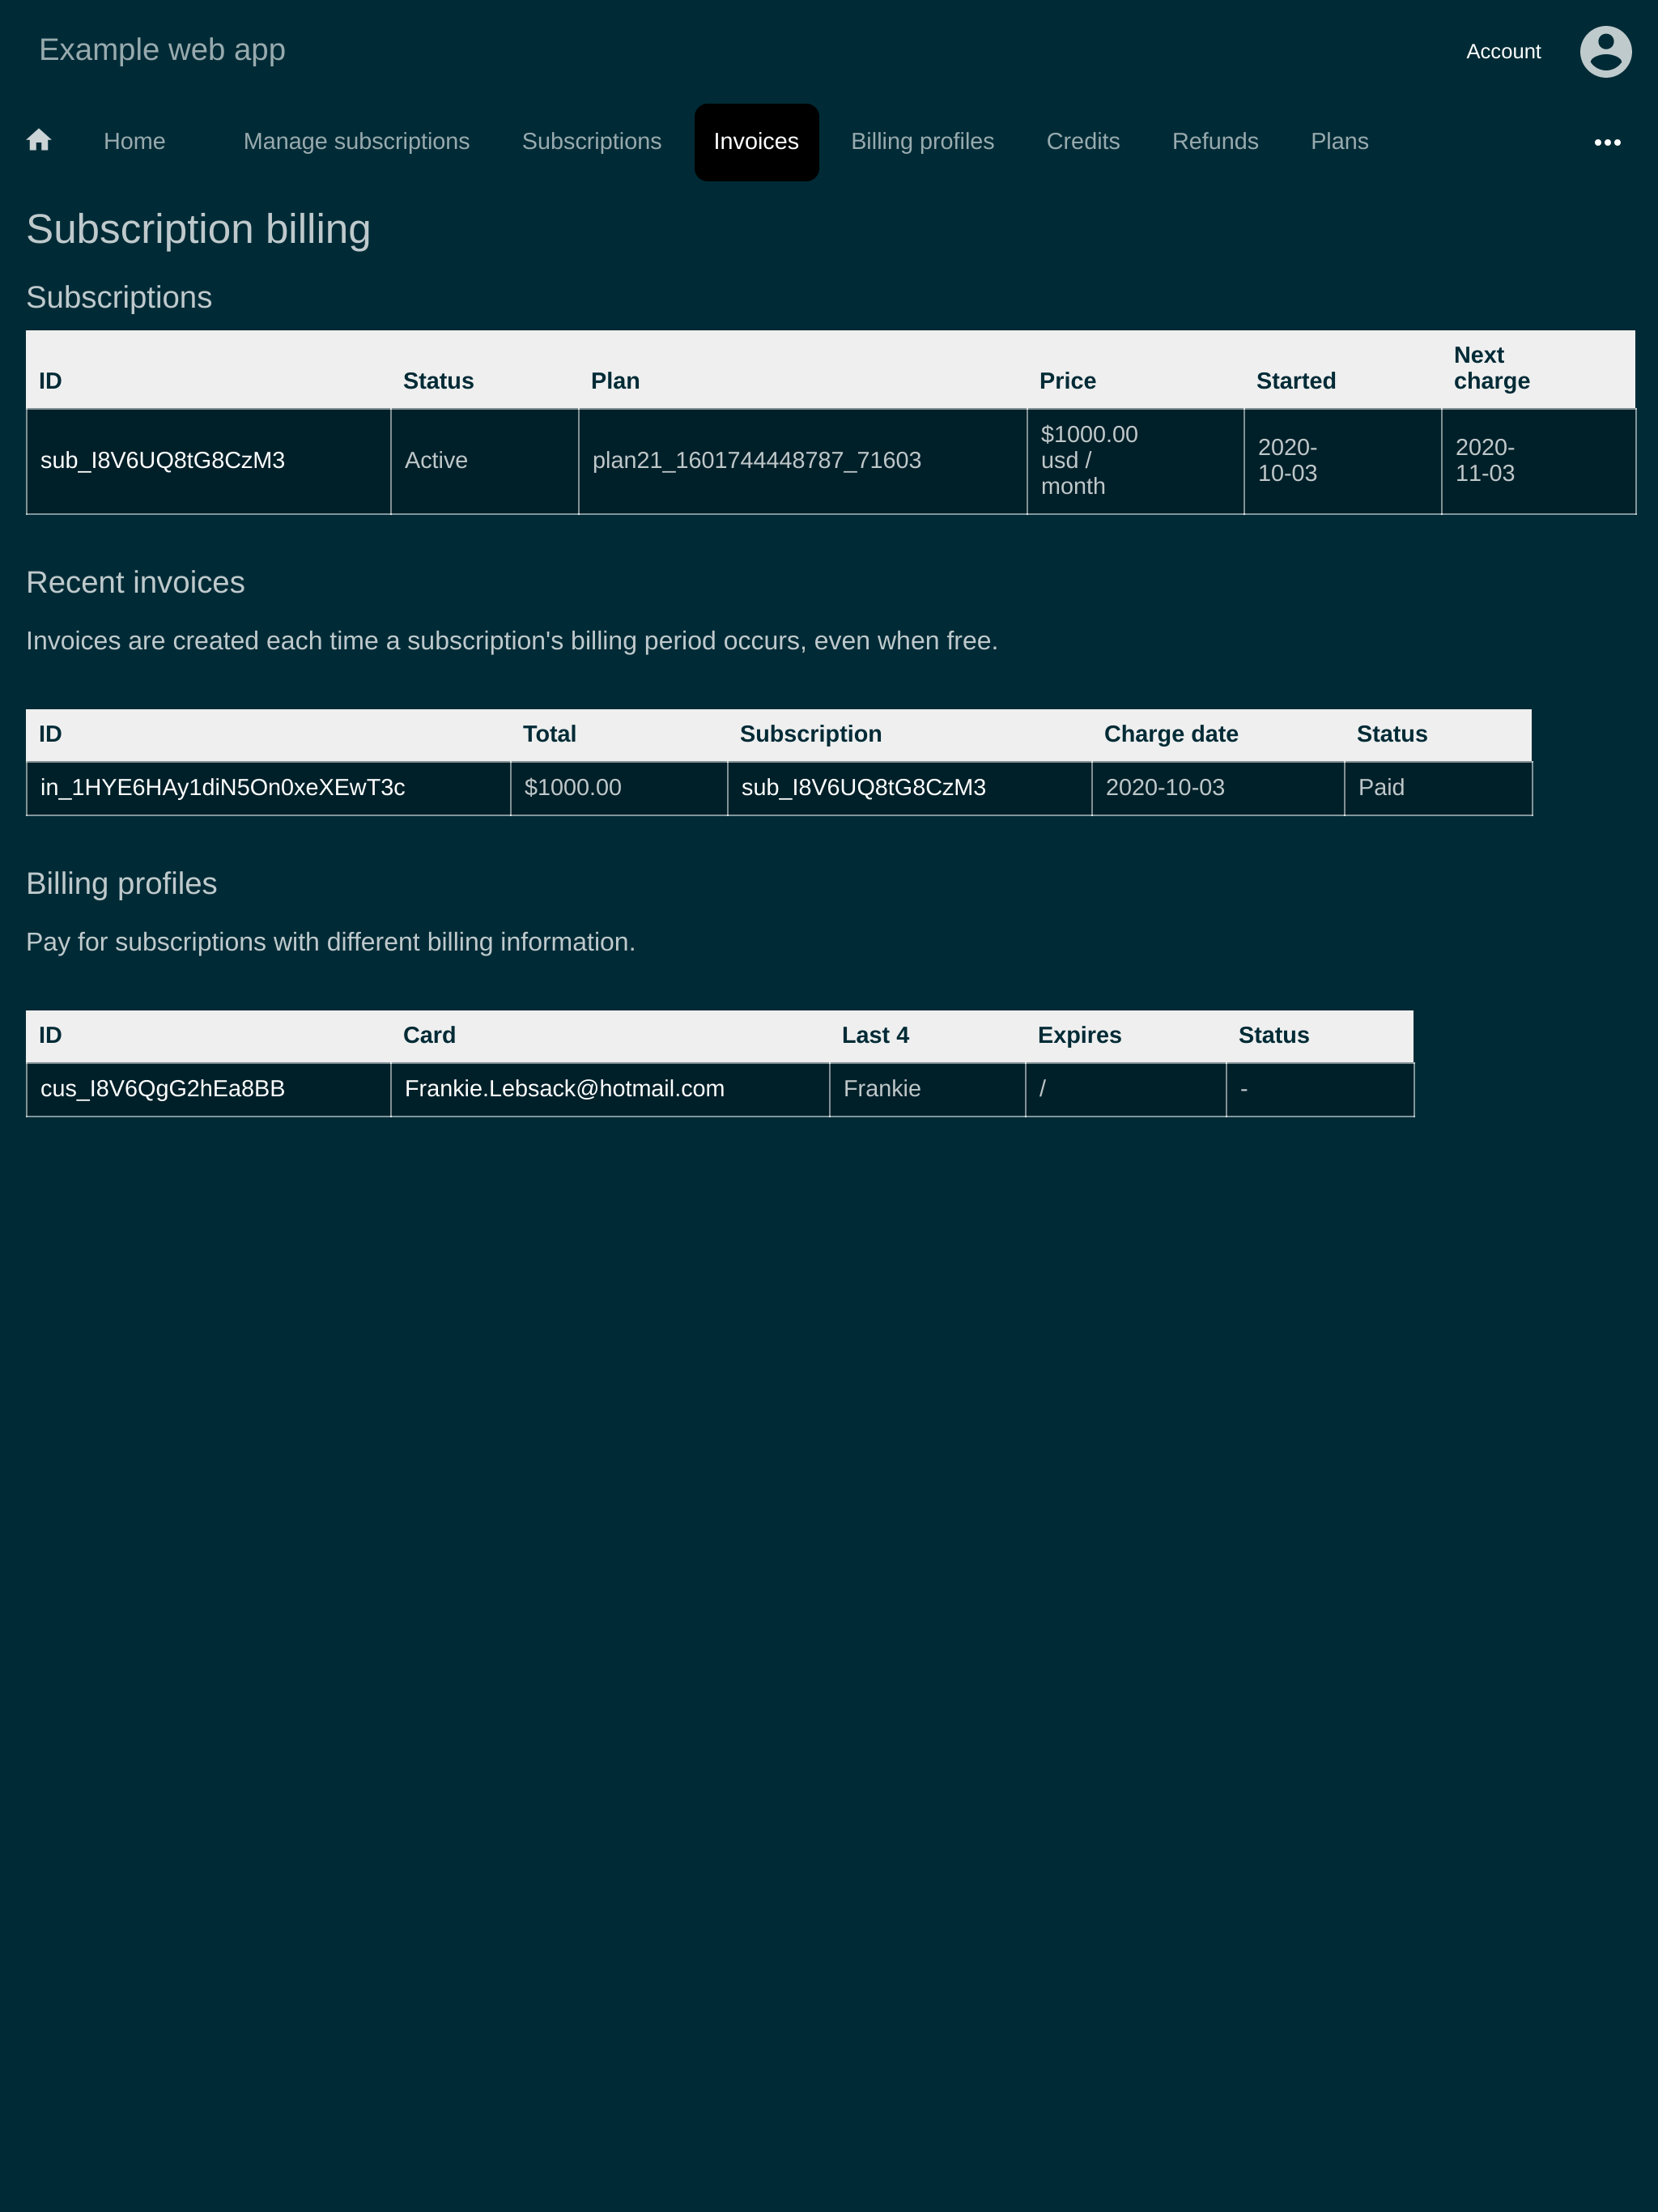 Example web app
Account
Home Manage subscriptions Subscriptions Invoices Billing profiles Credits Refunds Plans
Subscription billing
Subscriptions
ID Status Plan Price Started Next charge
sub_I8V6UQ8tG8CzM3 Active plan21_1601744448787_71603 $1000.00 usd / month 2020-10-03 2020-11-03
Recent invoices
Invoices are created each time a subscription's billing period occurs, even when free.
ID Total Subscription Charge date Status
in_1HYE6HAy1diN5On0xeXEwT3c $1000.00 sub_I8V6UQ8tG8CzM3 2020-10-03 Paid
Billing profiles
Pay for subscriptions with different billing information.
ID Card Last 4 Expires Status
cus_I8V6QgG2hEa8BB Frankie.Lebsack@hotmail.com Frankie / -